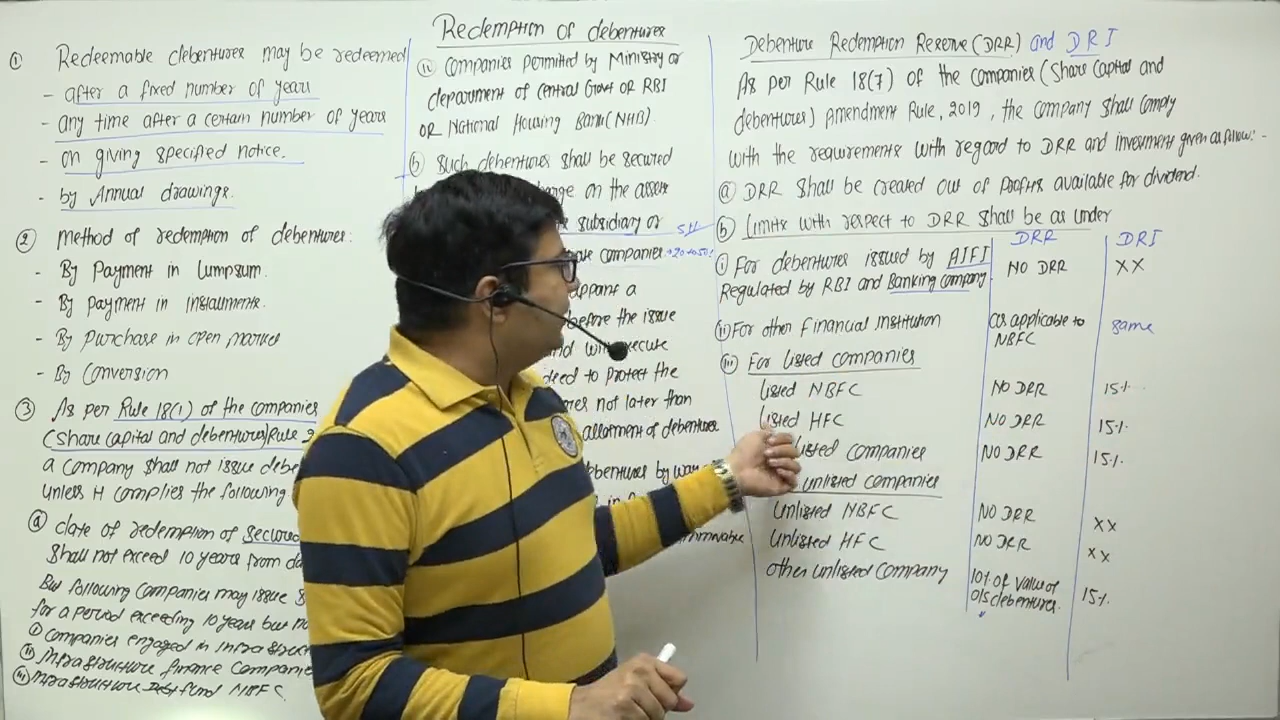 Redemption of debentures
① Redeemable debentures may be redeemed
- after a fixed number of years
- any time after a certain number of years
- on giving specified notice.
- by Annual drawings.
② Method of redemption of debentures:
- By Payment in Lumpsum.
- By payment in instalments.
- By Purchase in open market
- By Conversion
③ As per Rule 18(1) of the companies
(Share capital and debentures) Rule
a company shall not issue
unless it complies the following
ⓐ date of redemption of secured
shall not exceed 10 years from
But following companies may issue
for a period exceeding 10 years but
ⓘ companies engaged in
ⓘⓘ Infrastructure finance Companie
ⓘⓘⓘ Infrastructure Debt fund NBFC
ⓘv Companies permitted by Ministry or
department of Central Govt OR RBI
OR National Housing Bank (NHB)
ⓑ Such debentures shall be secured
on the assets
subsidiary or
companies
appoint a
before the issue
and will execute
deed to protect the
not later than
allotment of debentures
debentures by way
Debenture Redemption Reserve (DRR) and DRI
As per Rule 18(7) of the companies (Share Capital and
debentures) Amendment Rule, 2019, the company shall comply
with the requirements with regard to DRR and investment given as follow:-
ⓐ DRR shall be created out of profits available for dividend.
ⓑ Limits with respect to DRR shall be as under
DRR DRI
ⓘ For debentures issued by AIFI
Regulated by RBI and Banking company. NO DRR XX
ⓘⓘ For other Financial Institution as applicable to
NBFC same
ⓘⓘⓘ For listed companies
listed NBFC NO DRR 15%
listed HFC NO DRR 15%
listed companies NO DRR 15%.
unlisted companies
Unlisted NBFC NO DRR XX
Unlisted HFC NO DRR XX
other unlisted Company 10% of value of
o/s debentures. 15%